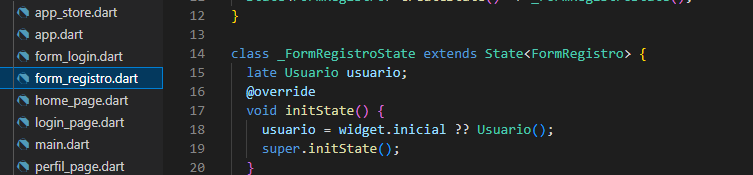 app_store.dart
app.dart
form_login.dart
form_registro.dart
home_page.dart
login_page.dart
main.dart
perfil_page.dart
12 }
13
14 class _FormRegistroState extends State<FormRegistro> {
15 late Usuario usuario;
16 @override
17 void initState() {
18 usuario = widget.inicial ?? Usuario();
19 super.initState();
20 }